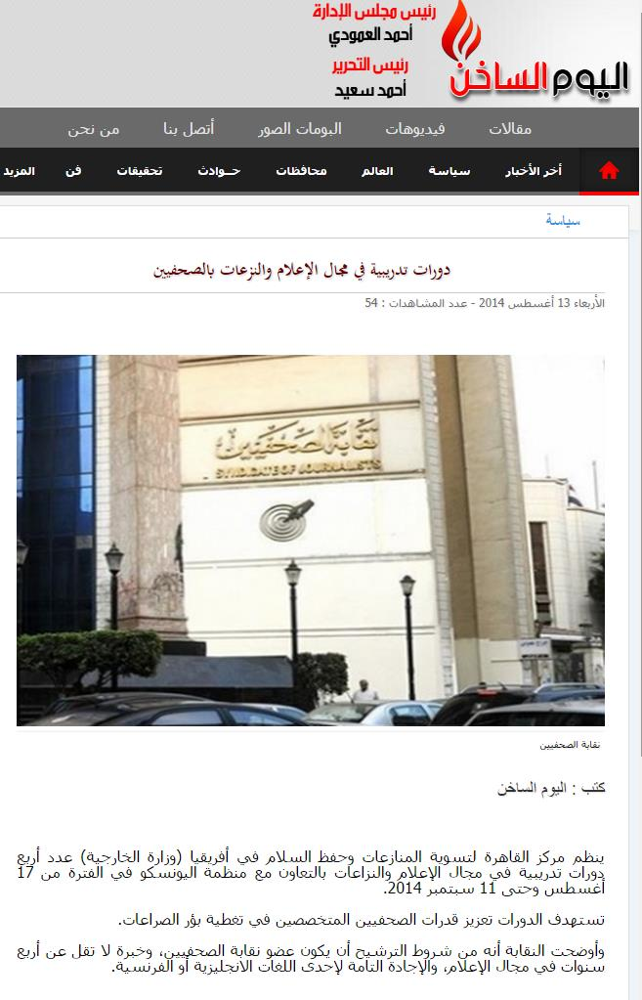 رئيس مجلس الإدارة
أحمد العمودي
رئيس التحرير
أحمد سعيد
اليوم الساخن
مقالات
فيديوهات
البومات الصور
أتصل بنا
من نحن
أخر الأخبار
سياسة
العالم
محافظات
حــوادث
تحقيقات
فن
المزيد
سياسة
دورات تدريبية في مجال الإعلام والنزعات بالصحفيين
الأربعاء 13 أغسطس 2014 - عدد المشاهدات : 54
نقابة الصحفيين
SYNDICATE OF JOURNALISTS
نقابة الصحفيين
كتب : اليوم الساخن
ينظم مركز القاهرة لتسوية المنازعات وحفظ السلام في أفريقيا (وزارة الخارجية) عدد أربع
دورات تدريبية في مجال الإعلام والنزاعات بالتعاون مع منظمة اليونسكو في الفترة من 17
أغسطس وحتى 11 سبتمبر 2014.
تستهدف الدورات تعزيز قدرات الصحفيين المتخصصين في تغطية بؤر الصراعات.
وأوضحت النقابة أنه من شروط الترشيح أن يكون عضو نقابة الصحفيين، وخبرة لا تقل عن أربع
سنوات في مجال الإعلام، والإجادة التامة لإحدى اللغات الانجليزية أو الفرنسية.